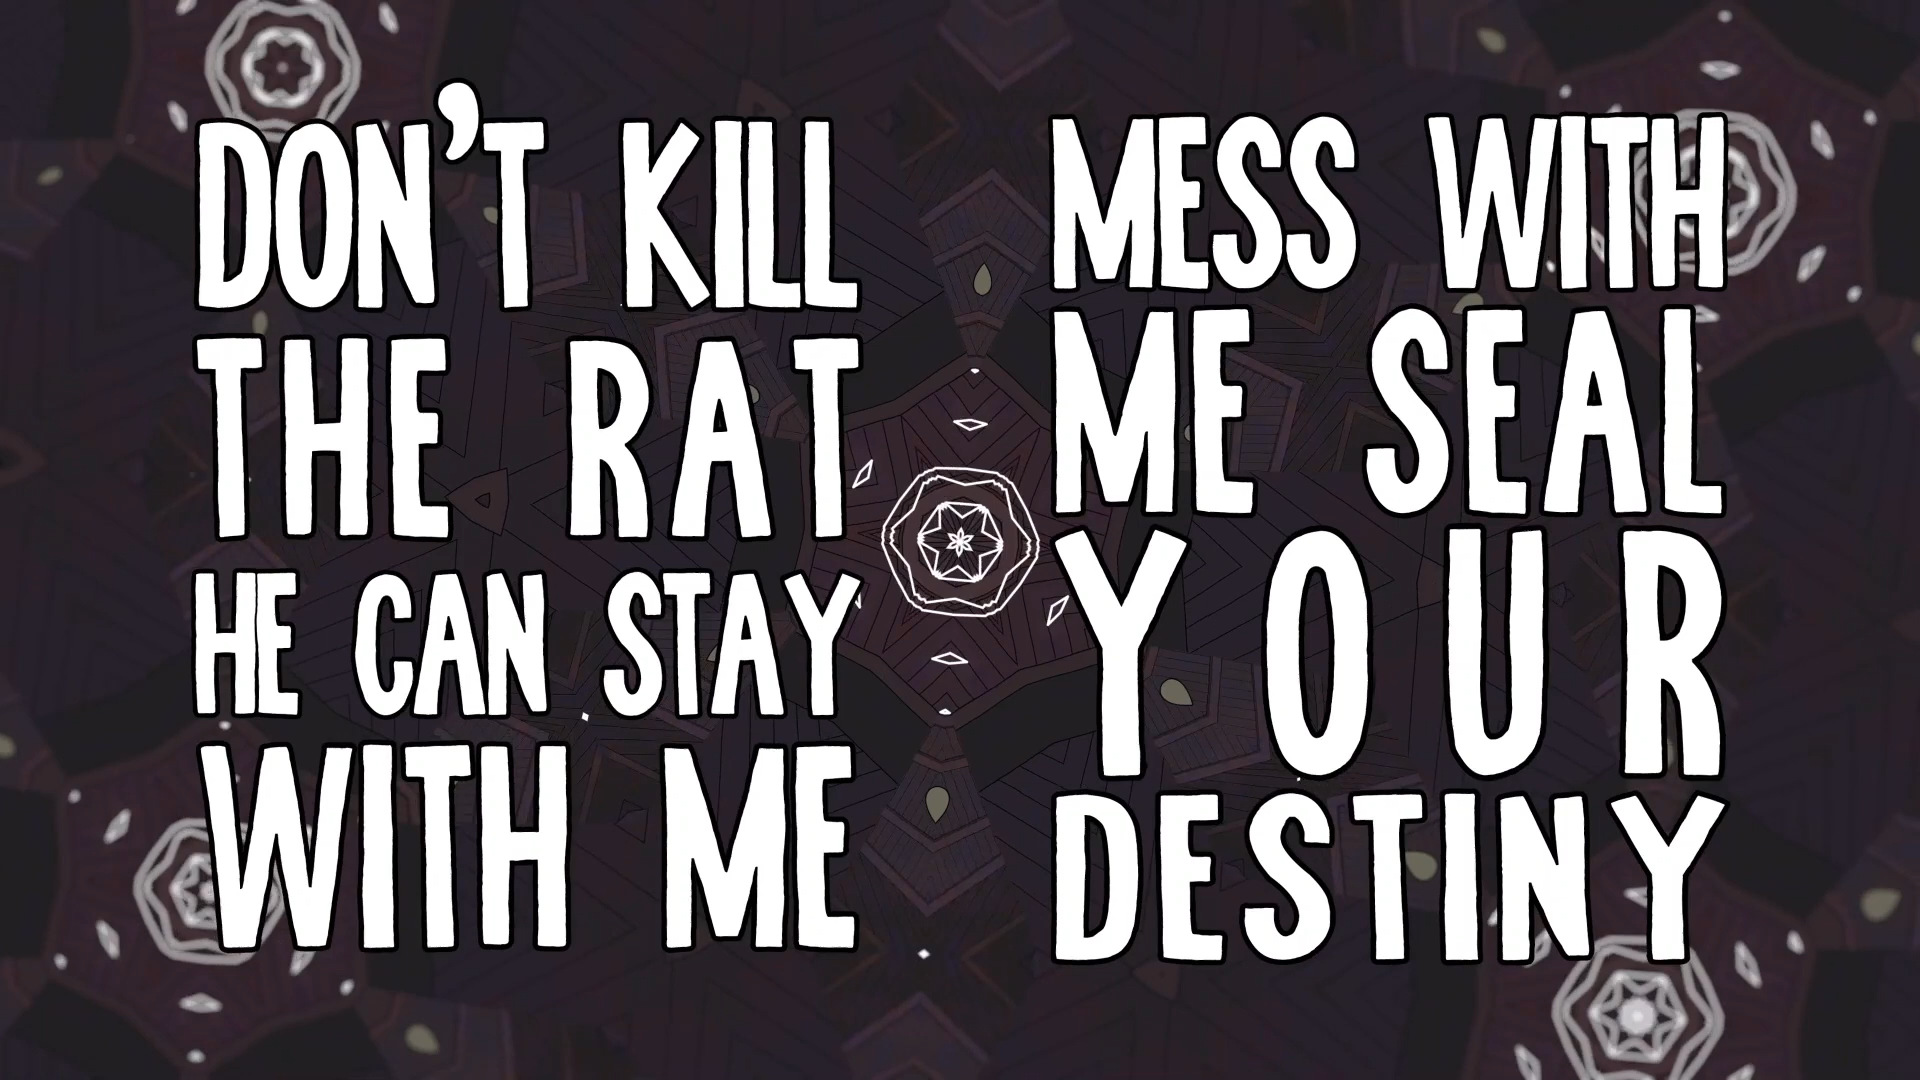 DON'T KILL
THE RAT
HE CAN STAY
WITH ME
MESS WITH
ME SEAL
YOUR
DESTINY